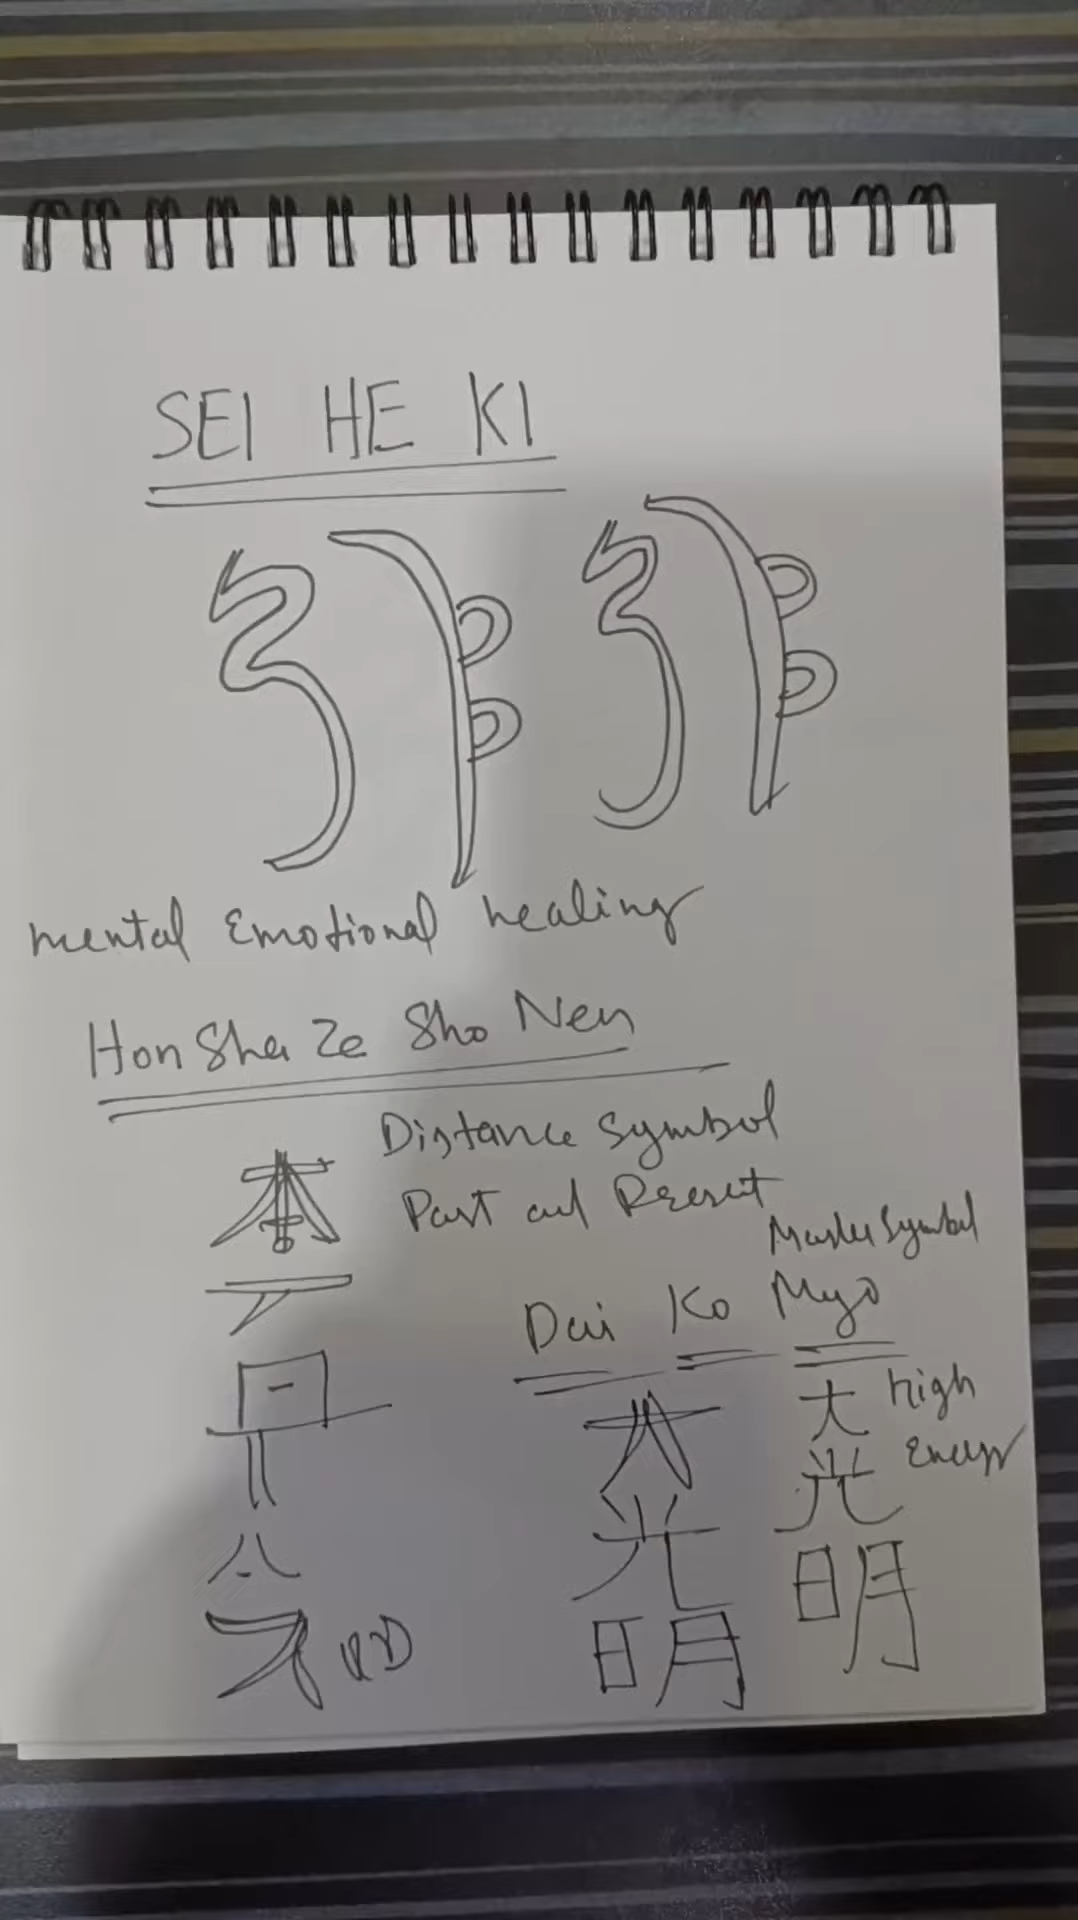 SEI HE KI
mental Emotional healing
Hon Sha Ze Sho Nen
Distance symbol
Past and Present
本
Master Symbol
Dai Ko Myo
大
光
明
大 High
光 Energy
明